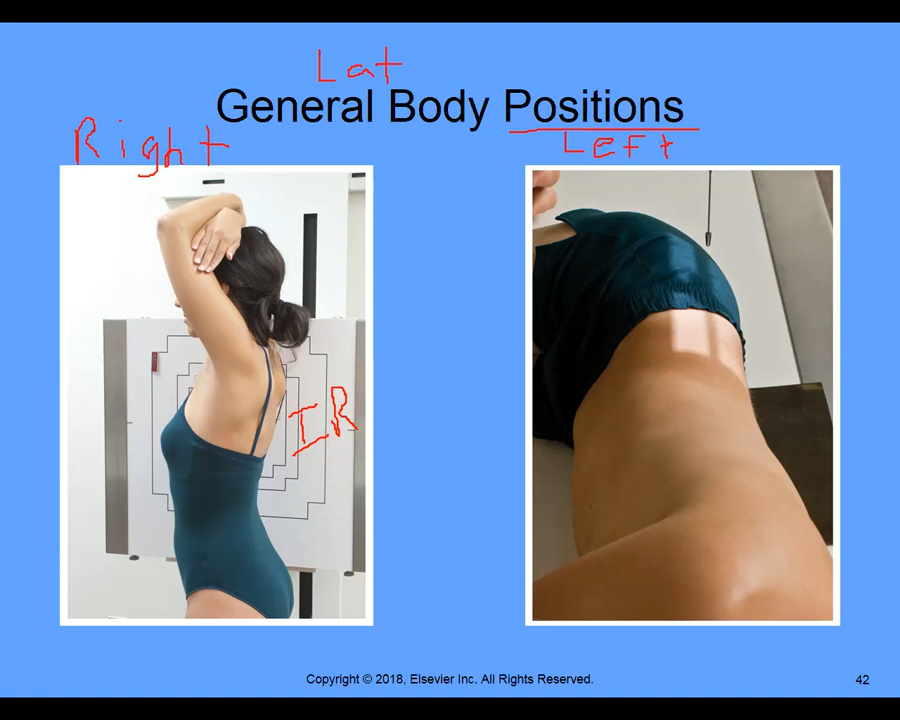 Lat
General Body Positions
Right
Left
IR
Copyright © 2018, Elsevier Inc. All Rights Reserved.
42